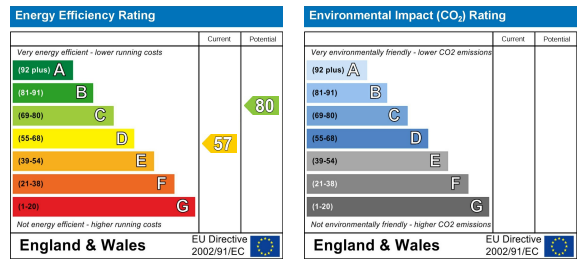 Energy Efficiency Rating
Current Potential
Very energy efficient - lower running costs
(92 plus) A
(81-91) B
(69-80) C
(55-68) D
(39-54) E
(21-38) F
(1-20) G
57
80
Not energy efficient - higher running costs
England & Wales
EU Directive
2002/91/EC
Environmental Impact (CO2) Rating
Current Potential
Very environmentally friendly - lower CO2 emissions
(92 plus) A
(81-91) B
(69-80) C
(55-68) D
(39-54) E
(21-38) F
(1-20) G
Not environmentally friendly - higher CO2 emissions
England & Wales
EU Directive
2002/91/EC